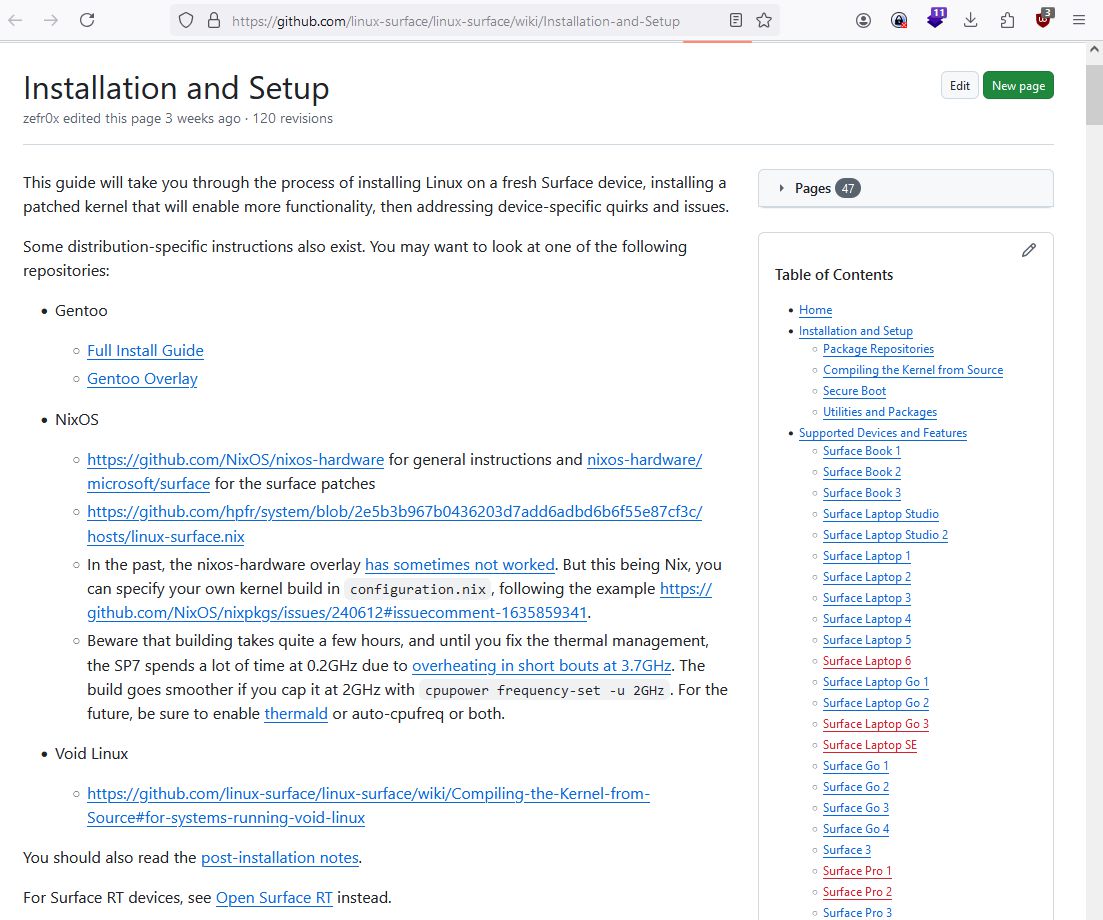 https://github.com/linux-surface/linux-surface/wiki/Installation-and-Setup
11
3
Installation and Setup
Edit
New page
zefr0x edited this page 3 weeks ago · 120 revisions
This guide will take you through the process of installing Linux on a fresh Surface device, installing a
patched kernel that will enable more functionality, then addressing device-specific quirks and issues.
Some distribution-specific instructions also exist. You may want to look at one of the following
repositories:
• Gentoo
○ Full Install Guide
○ Gentoo Overlay
• NixOS
○ https://github.com/NixOS/nixos-hardware for general instructions and nixos-hardware/
microsoft/surface for the surface patches
○ https://github.com/hpfr/system/blob/2e5b3b967b0436203d7add6adbd6b6f55e87cf3c/
hosts/linux-surface.nix
○ In the past, the nixos-hardware overlay has sometimes not worked. But this being Nix, you
can specify your own kernel build in configuration.nix, following the example https://
github.com/NixOS/nixpkgs/issues/240612#issuecomment-1635859341.
○ Beware that building takes quite a few hours, and until you fix the thermal management,
the SP7 spends a lot of time at 0.2GHz due to overheating in short bouts at 3.7GHz. The
build goes smoother if you cap it at 2GHz with cpupower frequency-set -u 2GHz. For the
future, be sure to enable thermald or auto-cpufreq or both.
• Void Linux
○ https://github.com/linux-surface/linux-surface/wiki/Compiling-the-Kernel-from-
Source#for-systems-running-void-linux
You should also read the post-installation notes.
For Surface RT devices, see Open Surface RT instead.
Pages 47
Table of Contents
• Home
• Installation and Setup
○ Package Repositories
○ Compiling the Kernel from Source
○ Secure Boot
○ Utilities and Packages
• Supported Devices and Features
○ Surface Book 1
○ Surface Book 2
○ Surface Book 3
○ Surface Laptop Studio
○ Surface Laptop Studio 2
○ Surface Laptop 1
○ Surface Laptop 2
○ Surface Laptop 3
○ Surface Laptop 4
○ Surface Laptop 5
○ Surface Laptop 6
○ Surface Laptop Go 1
○ Surface Laptop Go 2
○ Surface Laptop Go 3
○ Surface Laptop SE
○ Surface Go 1
○ Surface Go 2
○ Surface Go 3
○ Surface Go 4
○ Surface 3
○ Surface Pro 1
○ Surface Pro 2
○ Surface Pro 3